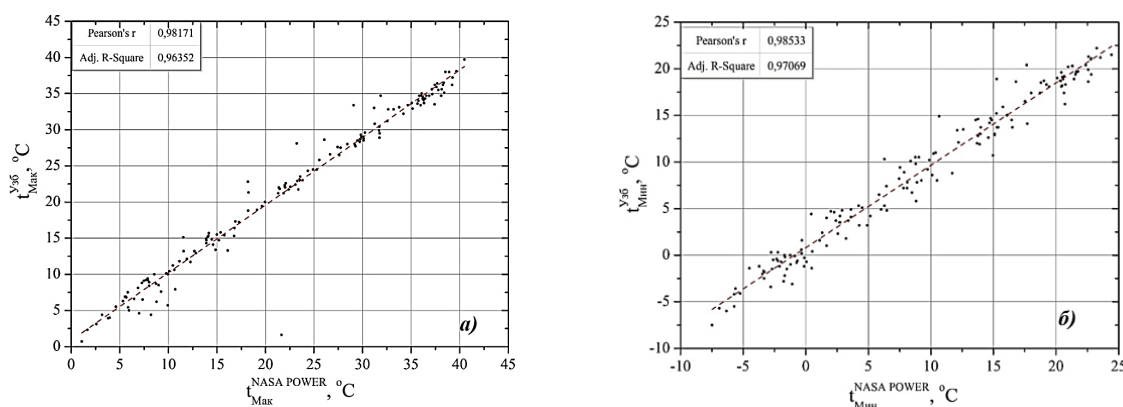 Pearson's r 0,98171
Adj. R-Square 0,96352
45
40
35
30
25
20
15
10
5
0
t Мак Узб, °C
0 5 10 15 20 25 30 35 40 45
t Мак NASA POWER, °C
а)
Pearson's r 0,98533
Adj. R-Square 0,97069
25
20
15
10
5
0
-5
-10
t Мин Узб, °C
-10 -5 0 5 10 15 20 25
t Мин NASA POWER, °C
б)